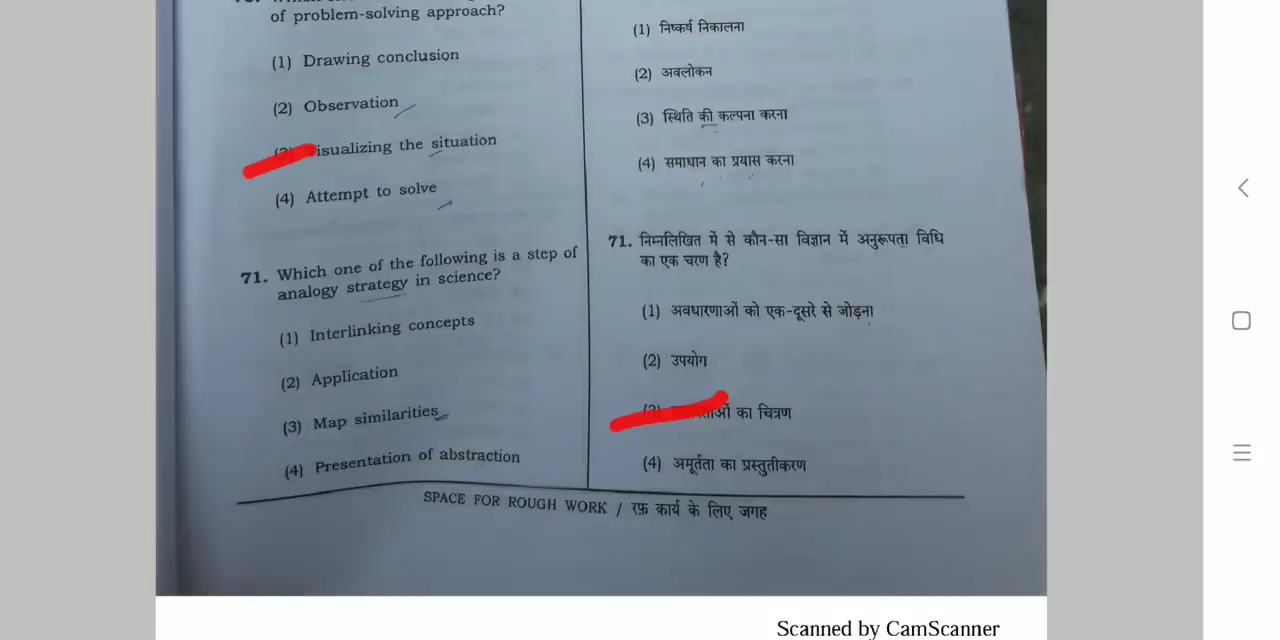 of problem-solving approach?
(1) Drawing conclusion
(2) Observation
isualizing the situation
(4) Attempt to solve
71. Which one of the following is a step of
analogy strategy in science?
(1) Interlinking concepts
(2) Application
(3) Map similarities
(4) Presentation of abstraction
(1) निष्कर्ष निकालना
(2) अवलोकन
(3) स्थिति की कल्पना करना
(4) समाधान का प्रयास करना
71. निम्नलिखित में से कौन-सा विज्ञान में अनुरूपता विधि
का एक चरण है?
(1) अवधारणाओं को एक-दूसरे से जोड़ना
(2) उपयोग
का चित्रण
(4) अमूर्तता का प्रस्तुतीकरण
SPACE FOR ROUGH WORK / रफ़ कार्य के लिए जगह
Scanned by CamScanner